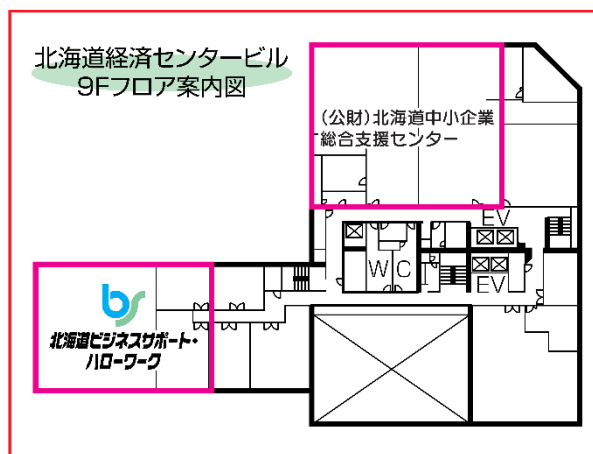 北海道経済センタービル
9Fフロア案内図
（公財）北海道中小企業
総合支援センター
EV
WC
EV
bs
北海道ビジネスサポート・
ハローワーク